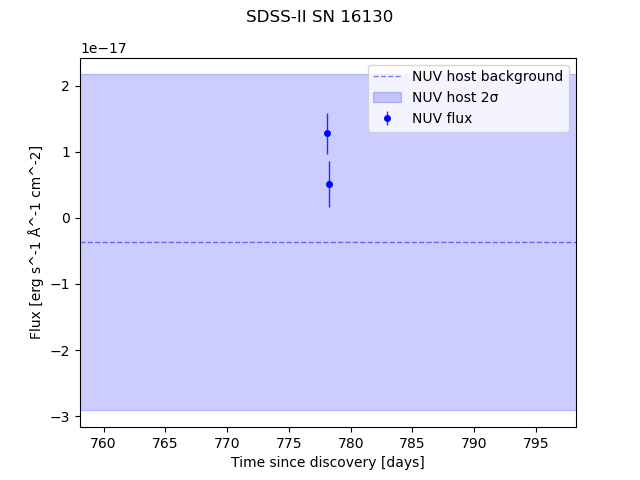 SDSS-II SN 16130
1e−17
NUV host background
NUV host 2σ
NUV flux
2
1
0
−1
−2
−3
Flux [erg s^-1 Å^-1 cm^-2]
760 765 770 775 780 785 790 795
Time since discovery [days]